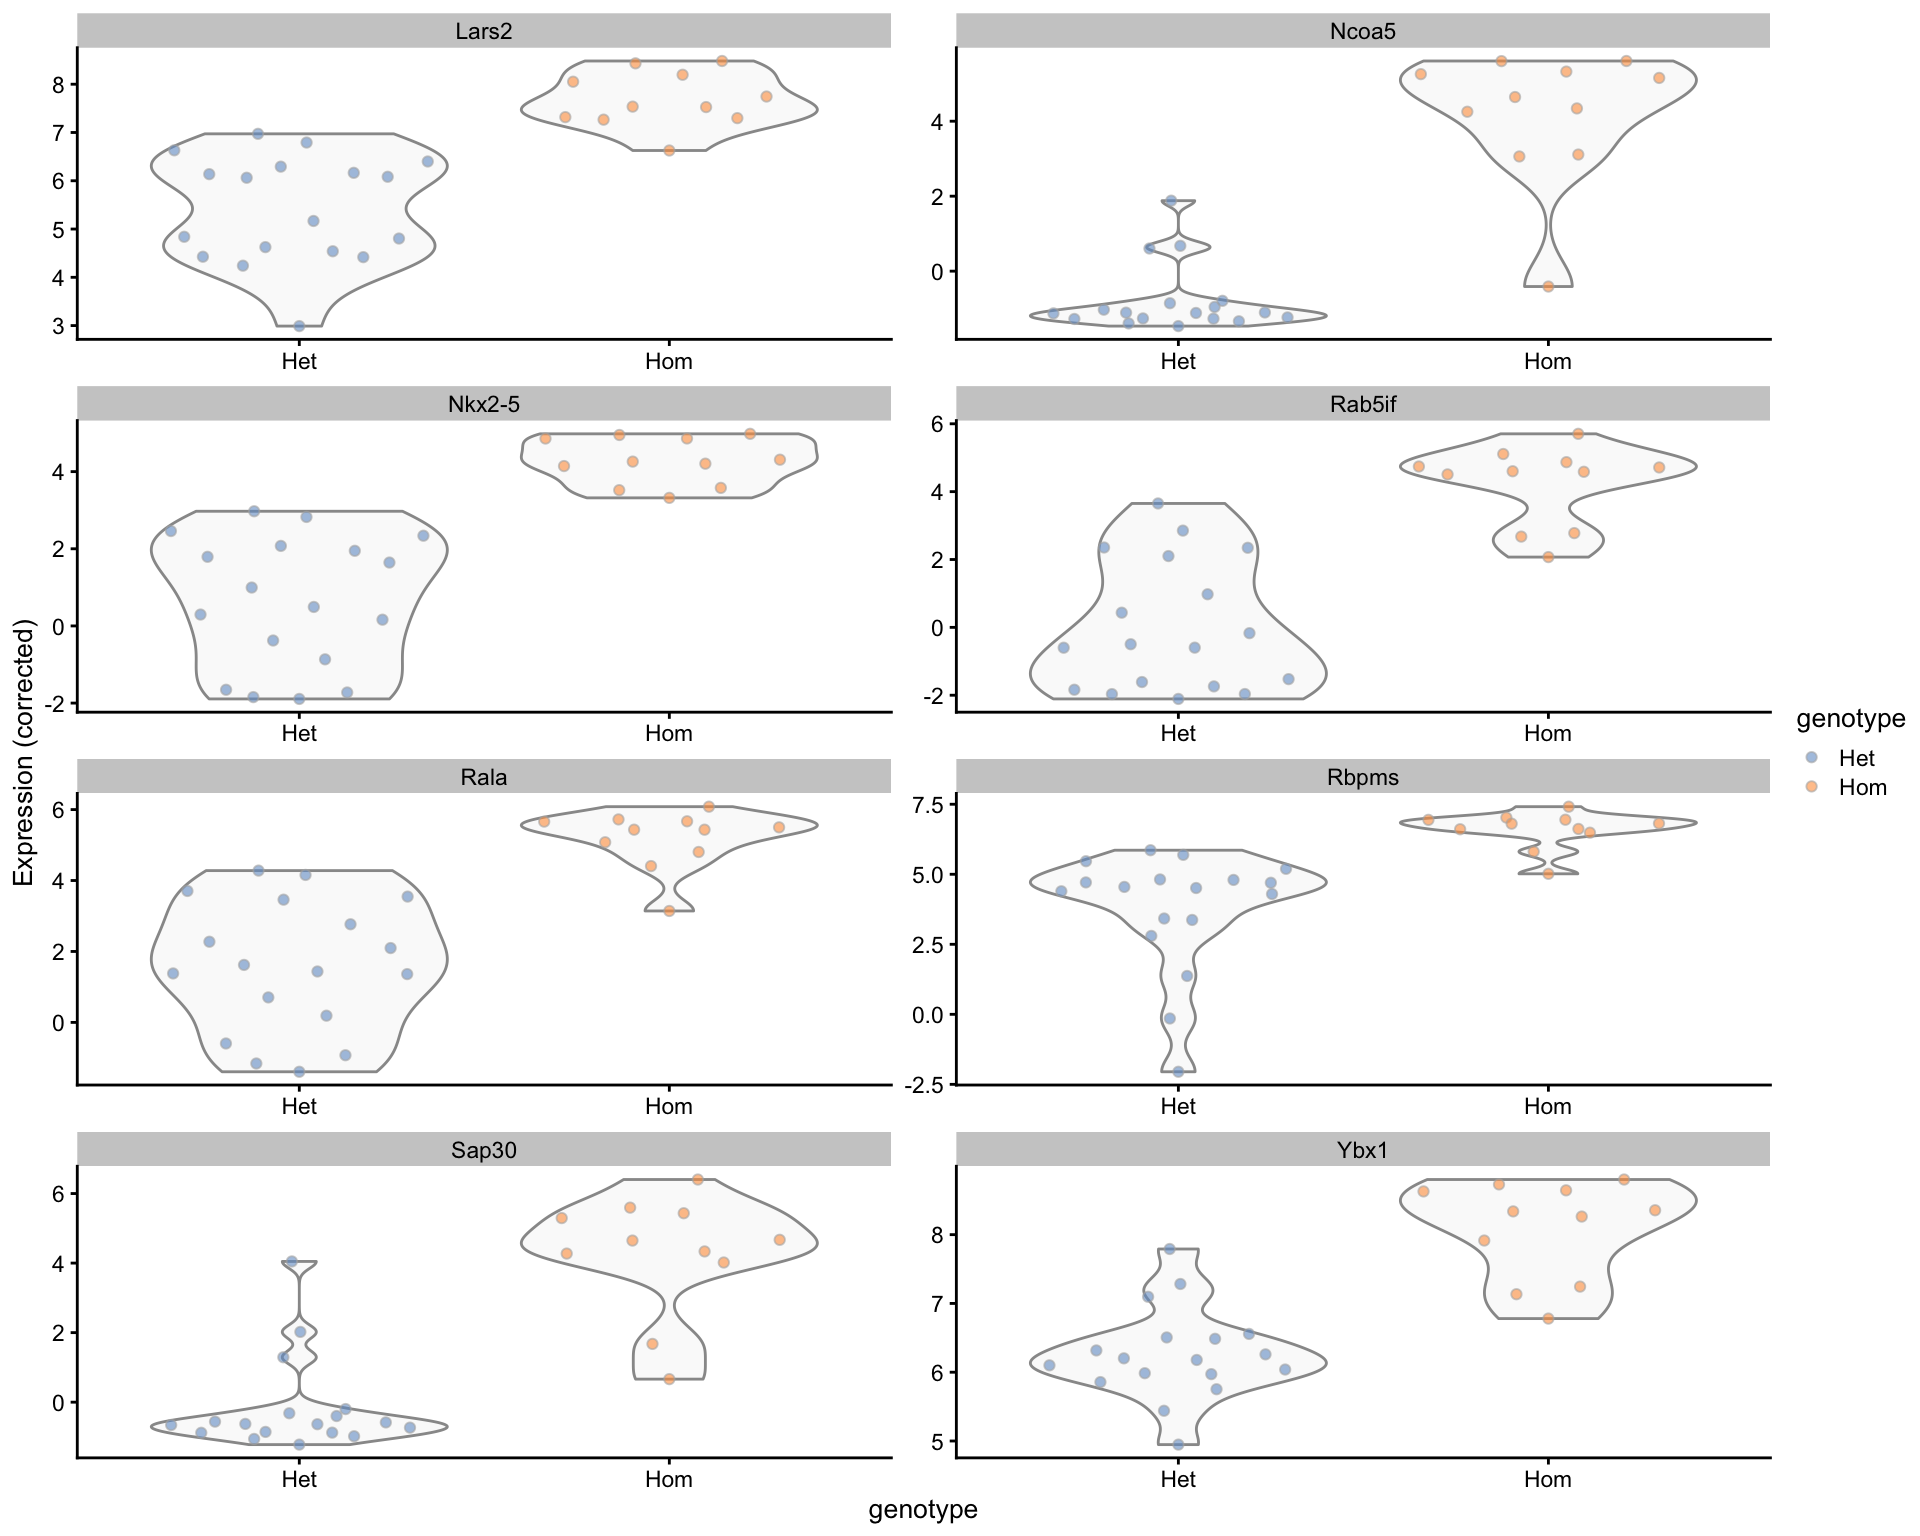 Lars2
Ncoa5
8
7
6
5
4
3
Het
Hom
4
2
0
Het
Hom
Nkx2-5
Rab5if
4
2
0
-2
Het
Hom
6
4
2
0
-2
Het
Hom
Rala
Rbpms
6
4
2
0
Het
Hom
7.5
5.0
2.5
0.0
-2.5
Het
Hom
Sap30
Ybx1
6
4
2
0
Het
Hom
8
7
6
5
Het
Hom
Expression (corrected)
genotype
genotype
Het
Hom